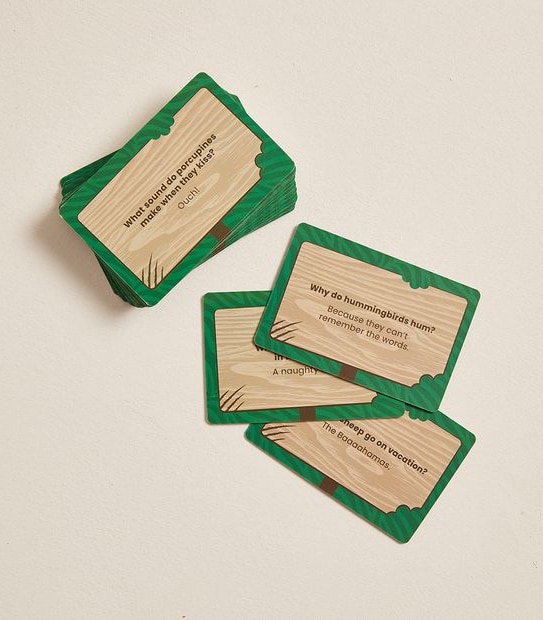 What sound do porcupines
make when they kiss?
Ouch!
Why do hummingbirds hum?
Because they can't
remember the words.
A naughty
sheep go on vacation?
The Baaaahamas.